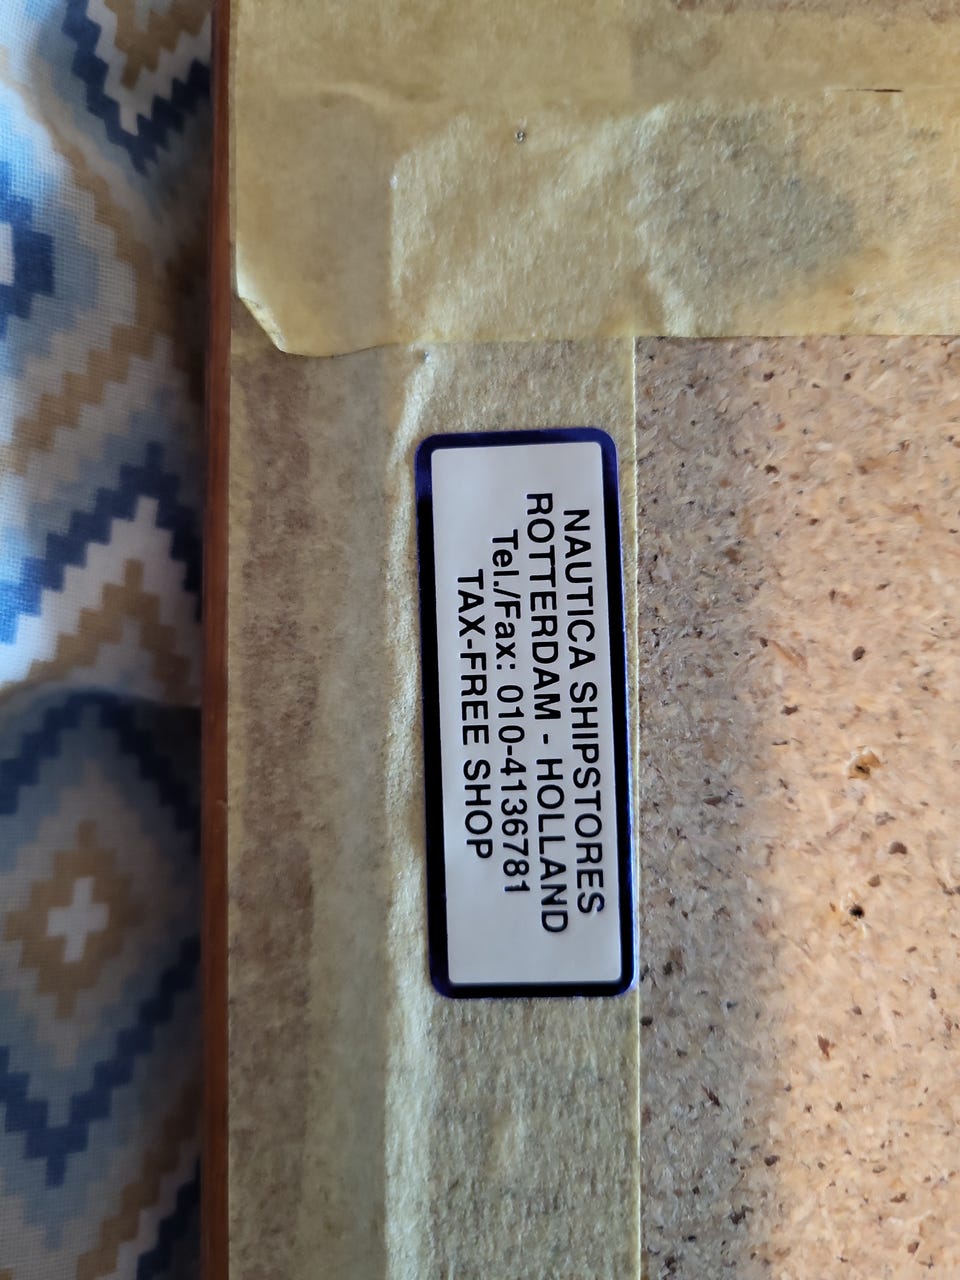 NAUTICA SHIPSTORES
ROTTERDAM - HOLLAND
Tel./Fax: 010-4136781
TAX-FREE SHOP